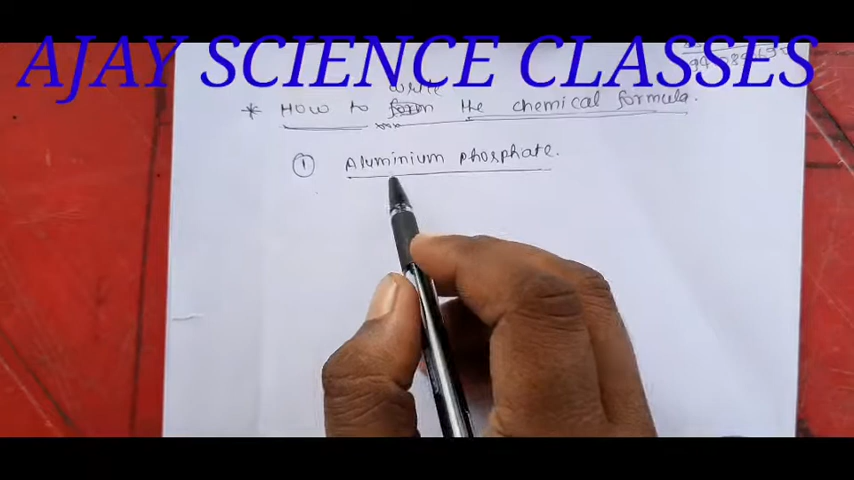 AJAY SCIENCE CLASSES
write
* How to the chemical formula.
① Aluminium phosphate.